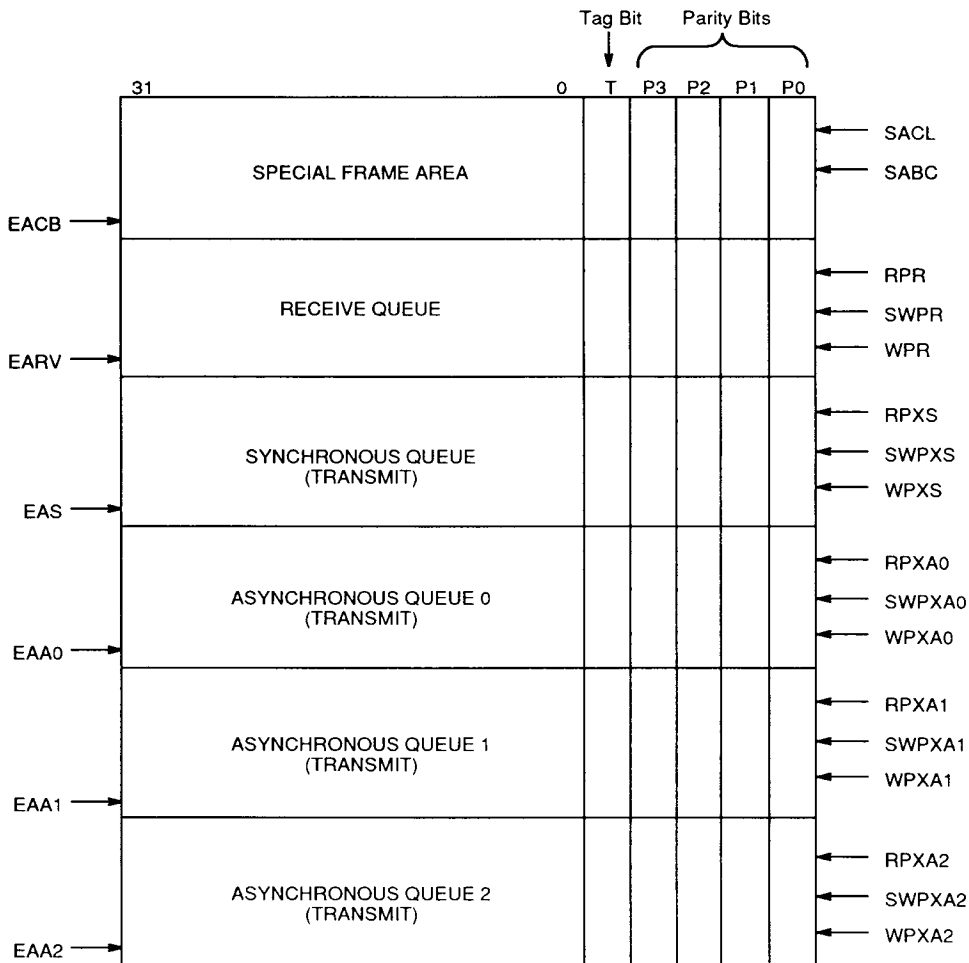 Tag Bit Parity Bits
31 0 T P3 P2 P1 P0
SACL
SPECIAL FRAME AREA SABC
EACB
RPR
RECEIVE QUEUE SWPR
EARV WPR
RPXS
SYNCHRONOUS QUEUE SWPXS
(TRANSMIT) WPXS
EAS
RPXA0
ASYNCHRONOUS QUEUE 0 SWPXA0
(TRANSMIT) WPXA0
EAA0
RPXA1
ASYNCHRONOUS QUEUE 1 SWPXA1
(TRANSMIT) WPXA1
EAA1
RPXA2
ASYNCHRONOUS QUEUE 2 SWPXA2
(TRANSMIT) WPXA2
EAA2